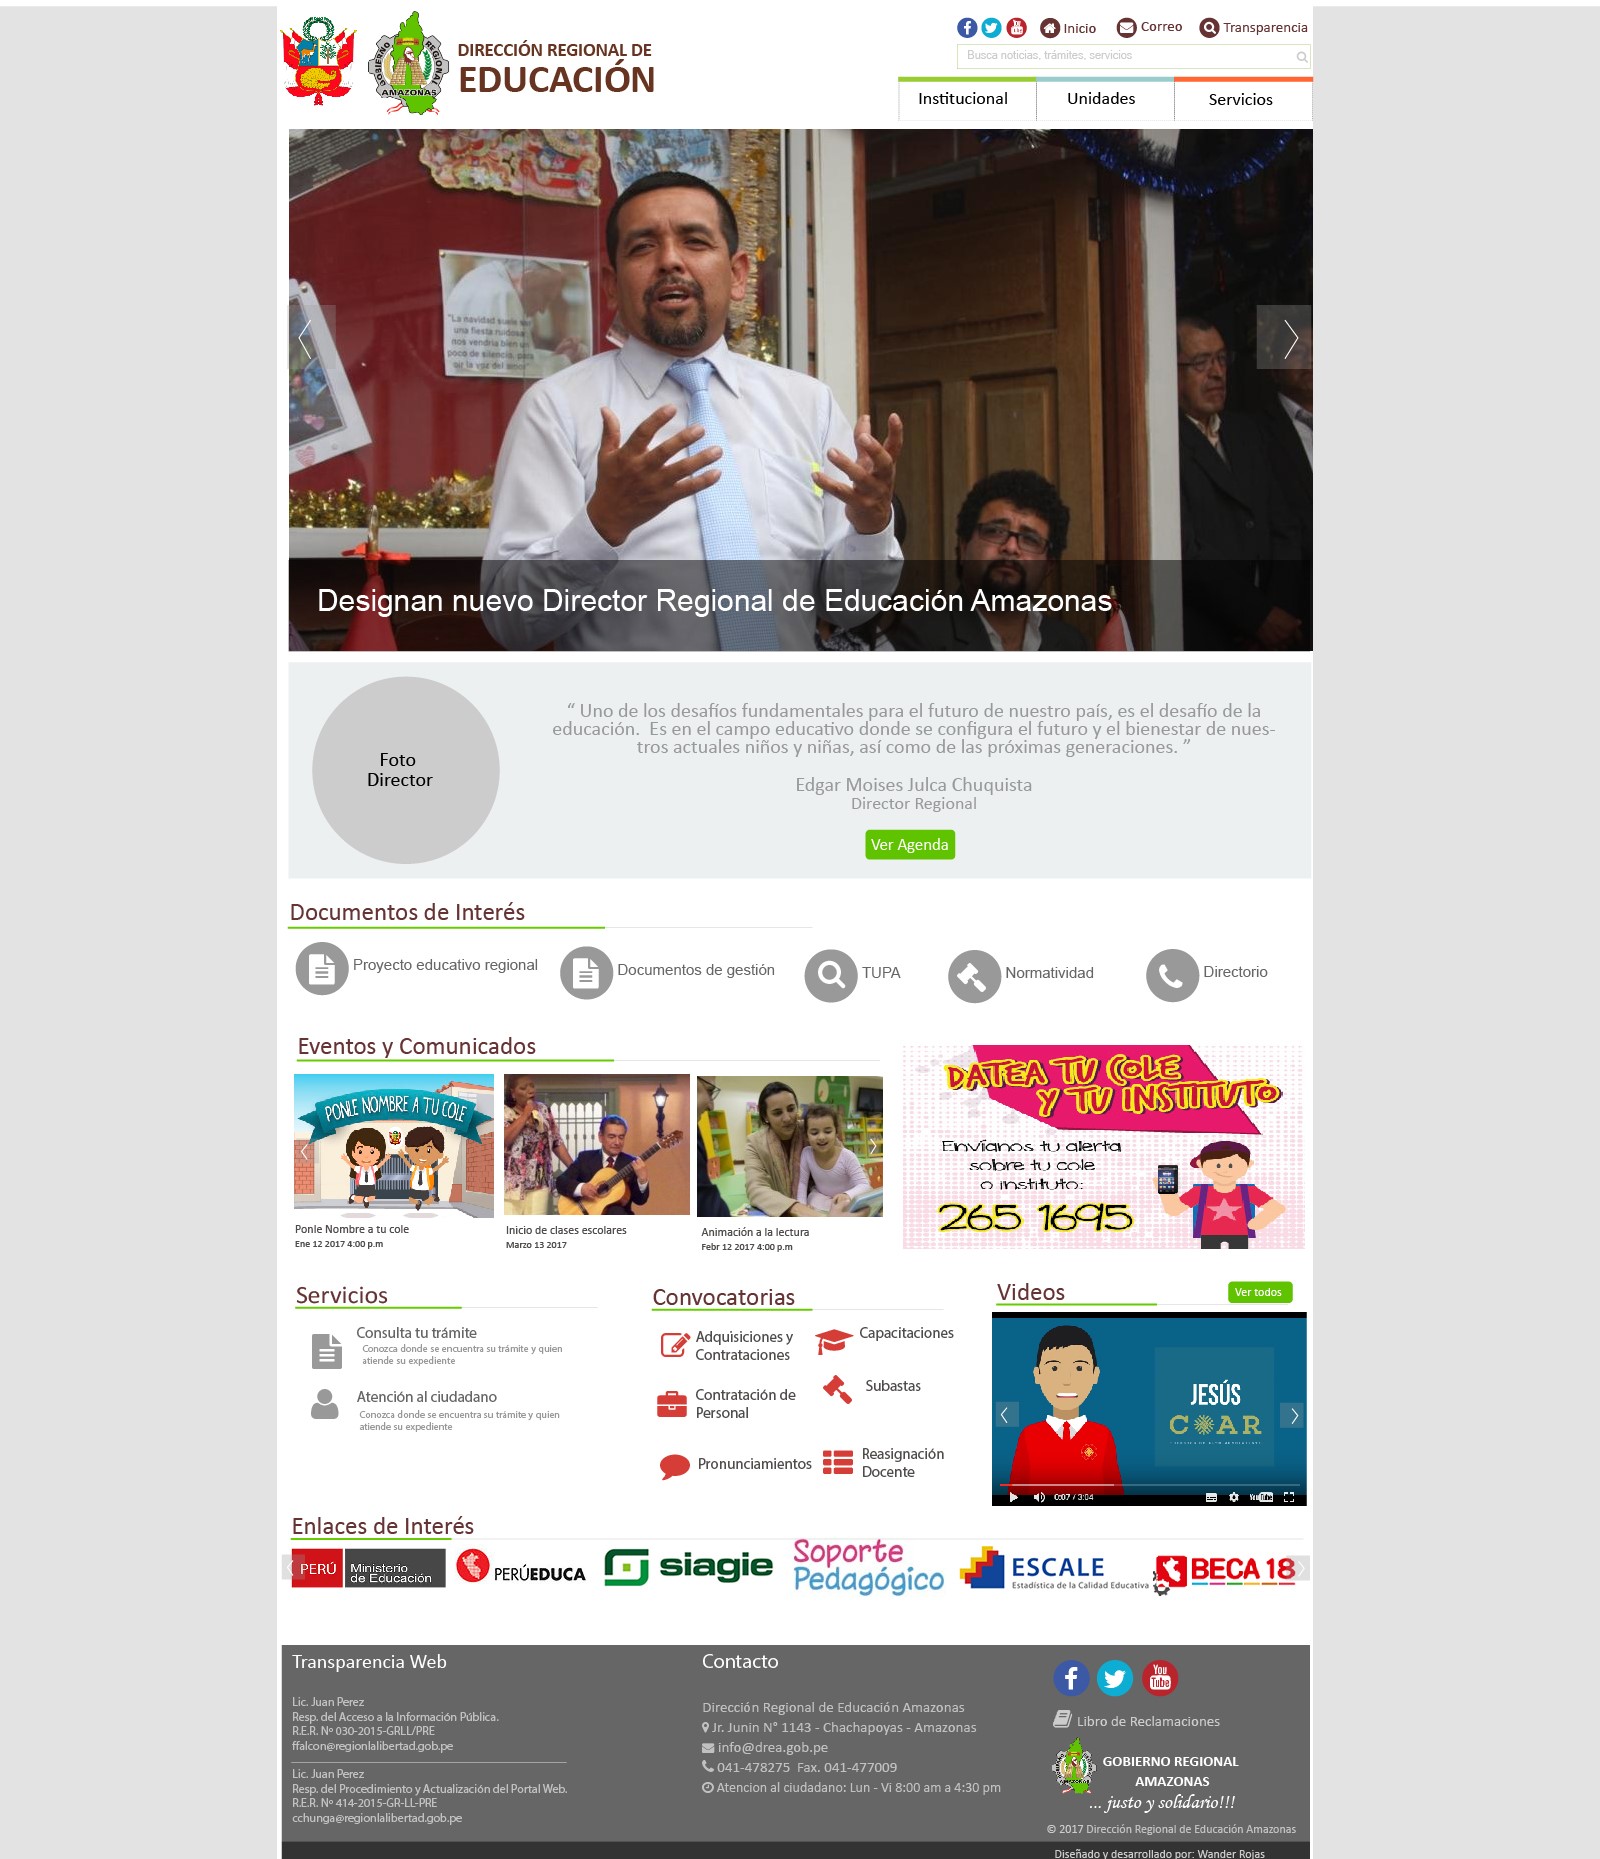 DIRECCIÓN REGIONAL DE
EDUCACIÓN
GOBIERNO REGIONAL
AMAZONAS
Inicio
Correo
Transparencia
Busca noticias, trámites, servicios
Institucional
Unidades
Servicios
"La navidad suele ser
una fiesta ruidosa:
nos vendría bien un
poco de silencio, para
oir la voz del amor"
Designan nuevo Director Regional de Educación Amazonas
Foto
Director
“ Uno de los desafíos fundamentales para el futuro de nuestro país, es el desafío de la
educación.  Es en el campo educativo donde se configura el futuro y el bienestar de nues-
tros actuales niños y niñas, así como de las próximas generaciones. ”
Edgar Moises Julca Chuquista
Director Regional
Ver Agenda
Documentos de Interés
Proyecto educativo regional
Documentos de gestión
TUPA
Normatividad
Directorio
Eventos y Comunicados
PONLE NOMBRE A TU COLE
Ponle Nombre a tu cole
Ene 12 2017 4:00 p.m
Inicio de clases escolares
Marzo 13 2017
Animación a la lectura
Febr 12 2017 4:00 p.m
DATEA TU COLE
Y TU INSTITUTO
Envíanos tu alerta
sobre tu cole
o instituto:
265 1695
Servicios
Consulta tu trámite
Conozca donde se encuentra su trámite y quien
atiende su expediente
Atención al ciudadano
Conozca donde se encuentra su trámite y quien
atiende su expediente
Convocatorias
Adquisiciones y
Contrataciones
Capacitaciones
Contratación de
Personal
Subastas
Pronunciamientos
Reasignación
Docente
Videos
Ver todos
JESÚS
COAR
0:07 / 3:04
YouTube
Enlaces de Interés
PERÚ
Ministerio
de Educación
PERÚEDUCA
siagie
Soporte
Pedagógico
ESCALE
Estadística de la Calidad Educativa
BECA 18
Transparencia Web
Lic. Juan Perez
Resp. del Acceso a la Información Pública.
R.E.R. Nº 030-2015-GRLL/PRE
ffalcon@regionlalibertad.gob.pe
Lic. Juan Perez
Resp. del Procedimiento y Actualización del Portal Web.
R.E.R. Nº 414-2015-GR-LL-PRE
cchunga@regionlalibertad.gob.pe
Contacto
Dirección Regional de Educación Amazonas
Jr. Junin N° 1143 - Chachapoyas - Amazonas
info@drea.gob.pe
041-478275  Fax. 041-477009
Atencion al ciudadano: Lun - Vi 8:00 am a 4:30 pm
You
Tube
Libro de Reclamaciones
GOBIERNO REGIONAL
AMAZONAS
... justo y solidario!!!
© 2017 Dirección Regional de Educación Amazonas
Diseñado y desarrollado por: Wander Rojas